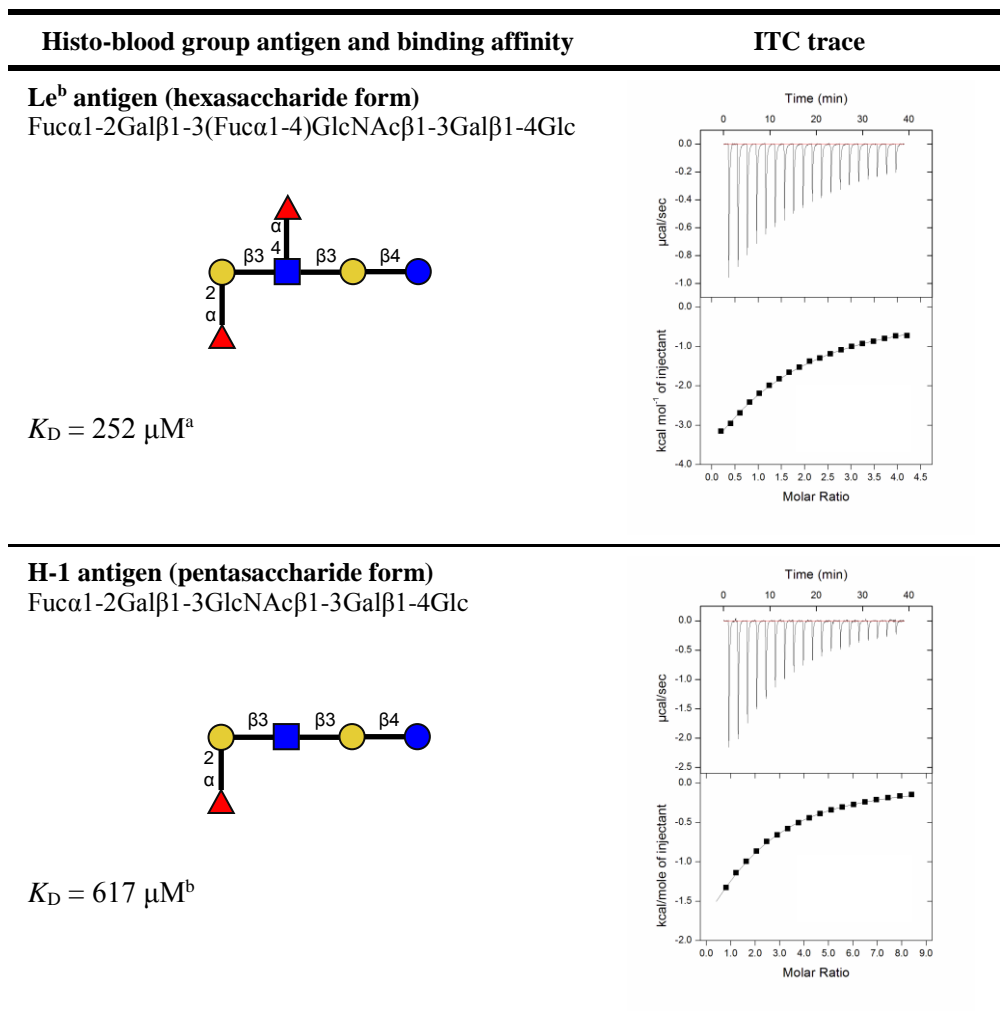 Histo-blood group antigen and binding affinity
ITC trace
Leᵇ antigen (hexasaccharide form)
Fucα1-2Galβ1-3(Fucα1-4)GlcNAcβ1-3Galβ1-4Glc
α
4
β3 β3 β4
2
α
K_D = 252 μMᵃ
Time (min)
0 10 20 30 40
0.0
-0.2
-0.4
-0.6
-0.8
-1.0
µcal/sec
0.0
-1.0
-2.0
-3.0
-4.0
kcal mol⁻¹ of injectant
0.0 0.5 1.0 1.5 2.0 2.5 3.0 3.5 4.0 4.5
Molar Ratio
H-1 antigen (pentasaccharide form)
Fucα1-2Galβ1-3GlcNAcβ1-3Galβ1-4Glc
β3 β3 β4
2
α
K_D = 617 μMᵇ
Time (min)
0 10 20 30 40
0.0
-0.5
-1.0
-1.5
-2.0
-2.5
µcal/sec
0.0
-0.5
-1.0
-1.5
-2.0
kcal/mole of injectant
0.0 1.0 2.0 3.0 4.0 5.0 6.0 7.0 8.0 9.0
Molar Ratio